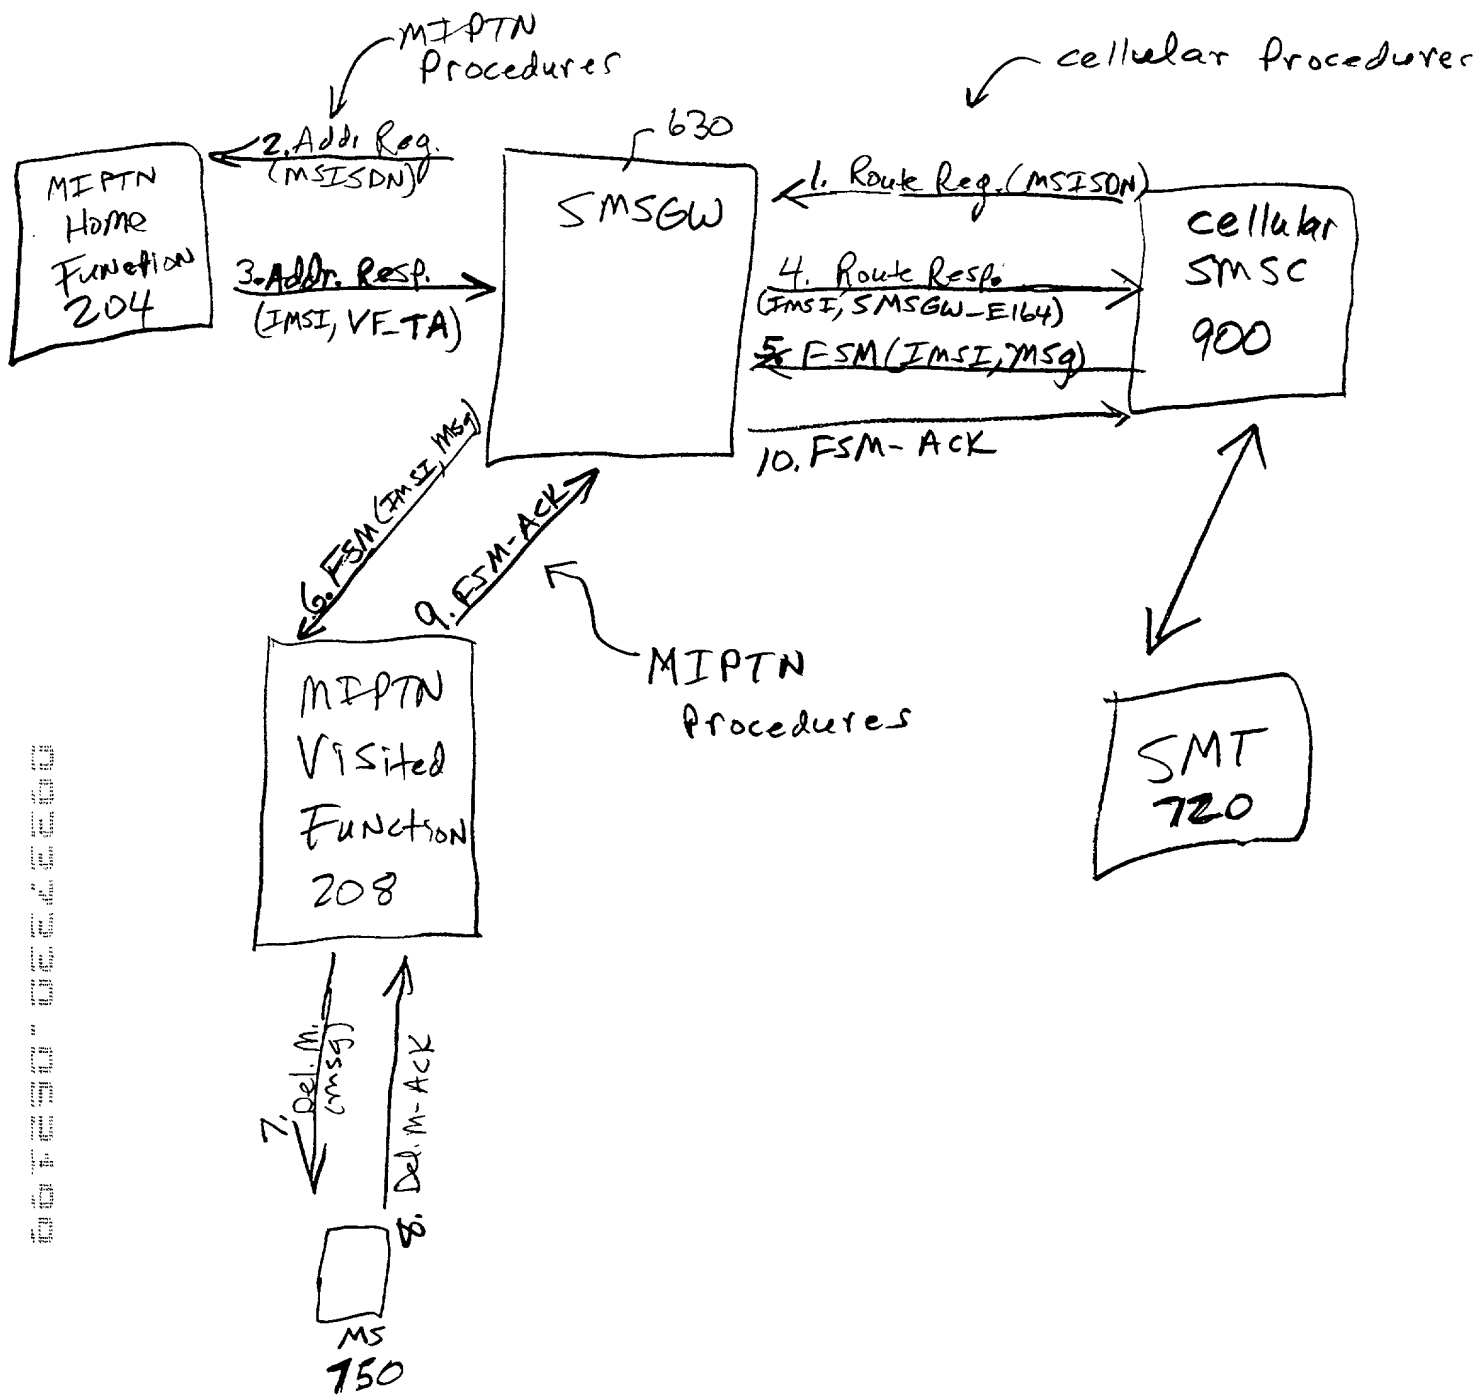 MIPTN
Procedures
cellular Procedures
630
2. Addr Req.
(MSISDN)
1. Route Req. (MSISDN)
MIPTN
Home
Function
204
SMSGW
cellular
SMSC
900
3. Addr. Resp.
(IMSI, VF_TA)
4. Route Resp.
(IMSI, SMSGW_E164)
5. FSM (IMSI, Msg)
10. FSM-ACK
6. FSM (IMSI, Msg)
9. FSM-ACK
MIPTN
Procedures
MIPTN
Visited
Function
208
SMT
720
7. Del. M.
(msg)
8. Del. M-ACK
MS
750